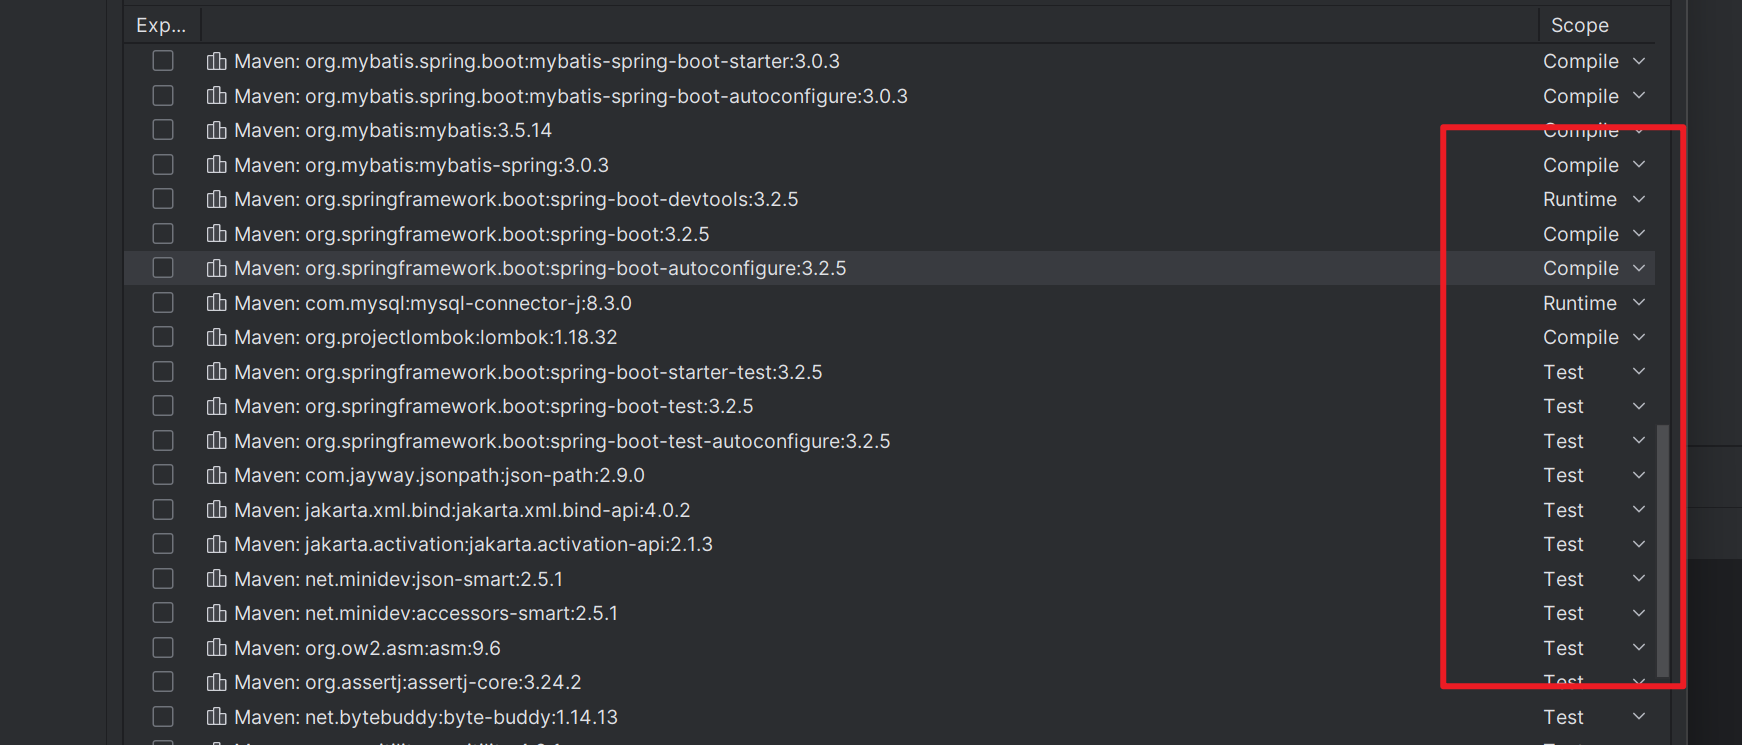 Exp... Scope
Maven: org.mybatis.spring.boot:mybatis-spring-boot-starter:3.0.3 Compile
Maven: org.mybatis.spring.boot:mybatis-spring-boot-autoconfigure:3.0.3 Compile
Maven: org.mybatis:mybatis:3.5.14 Compile
Maven: org.mybatis:mybatis-spring:3.0.3 Compile
Maven: org.springframework.boot:spring-boot-devtools:3.2.5 Runtime
Maven: org.springframework.boot:spring-boot:3.2.5 Compile
Maven: org.springframework.boot:spring-boot-autoconfigure:3.2.5 Compile
Maven: com.mysql:mysql-connector-j:8.3.0 Runtime
Maven: org.projectlombok:lombok:1.18.32 Compile
Maven: org.springframework.boot:spring-boot-starter-test:3.2.5 Test
Maven: org.springframework.boot:spring-boot-test:3.2.5 Test
Maven: org.springframework.boot:spring-boot-test-autoconfigure:3.2.5 Test
Maven: com.jayway.jsonpath:json-path:2.9.0 Test
Maven: jakarta.xml.bind:jakarta.xml.bind-api:4.0.2 Test
Maven: jakarta.activation:jakarta.activation-api:2.1.3 Test
Maven: net.minidev:json-smart:2.5.1 Test
Maven: net.minidev:accessors-smart:2.5.1 Test
Maven: org.ow2.asm:asm:9.6 Test
Maven: org.assertj:assertj-core:3.24.2 Test
Maven: net.bytebuddy:byte-buddy:1.14.13 Test